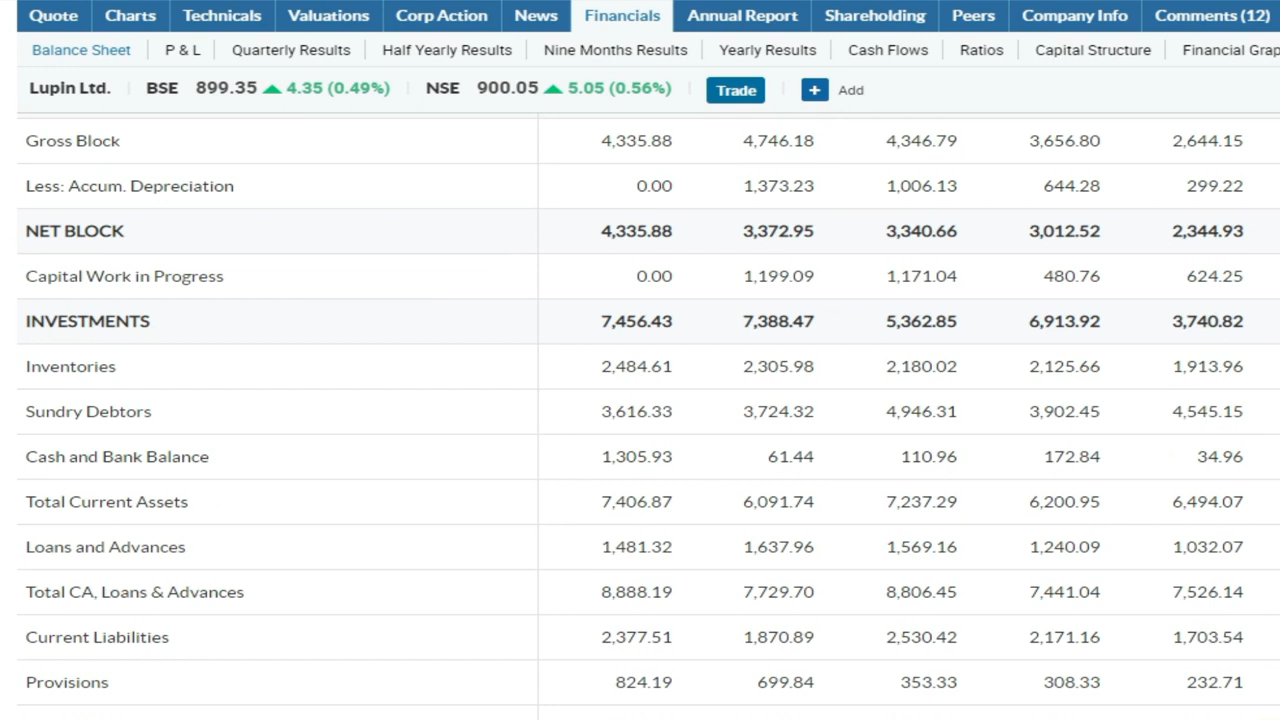 Quote Charts Technicals Valuations Corp Action News Financials Annual Report Shareholding Peers Company Info Comments (12)
Balance Sheet P & L Quarterly Results Half Yearly Results Nine Months Results Yearly Results Cash Flows Ratios Capital Structure Financial Grap
Lupin Ltd. BSE 899.35 4.35 (0.49%) NSE 900.05 5.05 (0.56%) Trade + Add
Gross Block 4,335.88 4,746.18 4,346.79 3,656.80 2,644.15
Less: Accum. Depreciation 0.00 1,373.23 1,006.13 644.28 299.22
NET BLOCK 4,335.88 3,372.95 3,340.66 3,012.52 2,344.93
Capital Work in Progress 0.00 1,199.09 1,171.04 480.76 624.25
INVESTMENTS 7,456.43 7,388.47 5,362.85 6,913.92 3,740.82
Inventories 2,484.61 2,305.98 2,180.02 2,125.66 1,913.96
Sundry Debtors 3,616.33 3,724.32 4,946.31 3,902.45 4,545.15
Cash and Bank Balance 1,305.93 61.44 110.96 172.84 34.96
Total Current Assets 7,406.87 6,091.74 7,237.29 6,200.95 6,494.07
Loans and Advances 1,481.32 1,637.96 1,569.16 1,240.09 1,032.07
Total CA, Loans & Advances 8,888.19 7,729.70 8,806.45 7,441.04 7,526.14
Current Liabilities 2,377.51 1,870.89 2,530.42 2,171.16 1,703.54
Provisions 824.19 699.84 353.33 308.33 232.71